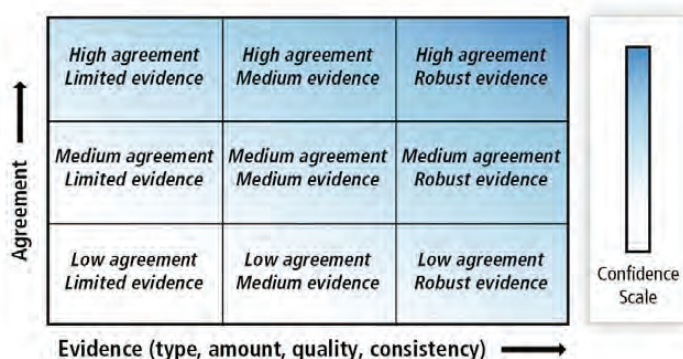 High agreement
Limited evidence
High agreement
Medium evidence
High agreement
Robust evidence
Medium agreement
Limited evidence
Medium agreement
Medium evidence
Medium agreement
Robust evidence
Low agreement
Limited evidence
Low agreement
Medium evidence
Low agreement
Robust evidence
Agreement
Evidence (type, amount, quality, consistency)
Confidence
Scale